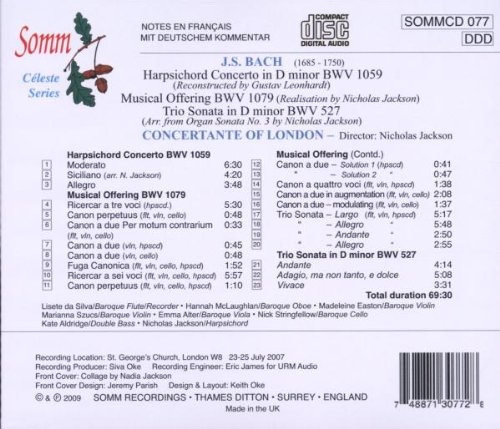 Somm
Céleste
Series
NOTES EN FRANÇAIS
MIT DEUTSCHEM KOMMENTAR
COMPACT
disc
DIGITAL AUDIO
SOMMCD 077
DDD
J.S. BACH (1685 - 1750)
Harpsichord Concerto in D minor BWV 1059
(Reconstructed by Gustav Leonhardt)
Musical Offering BWV 1079 (Realisation by Nicholas Jackson)
Trio Sonata in D minor BWV 527
(Arr. from Organ Sonata No. 3 by Nicholas Jackson)
CONCERTANTE OF LONDON – Director: Nicholas Jackson
Harpsichord Concerto BWV 1059
1 Moderato 6:30
2 Siciliano (arr. N. Jackson) 4:20
3 Allegro 3:48
Musical Offering BWV 1079
4 Ricercar a tre voci (hpscd.) 5:30
5 Canon perpetuus (flt, vln, cello) 0:48
6 Canon a due Per motum contrarium
(flt, vln, cello) 0:33
7 Canon a due (vln, hpscd) 0:45
8 Canon a due (vln, cello) 0:48
9 Fuga Canonica (flt, vln, hpscd) 1:52
10 Ricercar a sei voci (hpscd) 5:57
11 Canon perpetuus (flt, vln, cello) 1:10
Musical Offering (Contd.)
12 Canon a due – Solution 1 (hpscd) 0:41
13 " – Solution 2 " 0:47
14 Canon a quattro voci (flt, vln, hpscd) 1:38
15 Canon a due in augmentation (flt, vln, cello) 2:08
16 Canon a due – modulating (flt, vln, cello) 1:37
17 Trio Sonata – Largo (flt, vln, hpscd) 5:17
18 " – Allegro " 5:48
19 " – Andante " 2:50
20 " – Allegro " 2:55
Trio Sonata in D minor BWV 527
21 Andante 4:14
22 Adagio, ma non tanto, e dolce 5:08
23 Vivace 3:31
Total duration 69:30
Lisete da Silva/Baroque Flute/Recorder • Hannah McLaughlan/Baroque Oboe • Madeleine Easton/Baroque Violin
Marianna Szucs/Baroque Violin • Emma Alter/Baroque Viola • Nick Stringfellow/Baroque Cello
Kate Aldridge/Double Bass • Nicholas Jackson/Harpsichord
Recording Location: St. George's Church, London W8 23-25 July 2007
Recording Producer: Siva Oke Recording Engineer: Eric James for URM Audio
Front Cover: Collage by Nadia Jackson
Front Cover Design: Jeremy Parish Design & Layout: Keith Oke
© & ℗ 2009 SOMM RECORDINGS • THAMES DITTON • SURREY • ENGLAND
Made in the UK
7 48871 30772 6